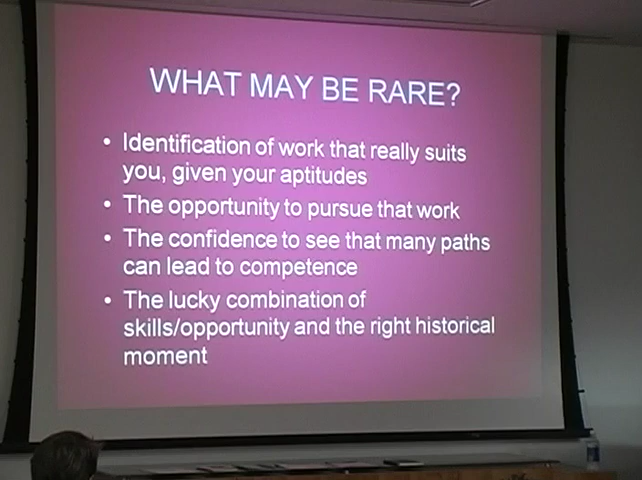 WHAT MAY BE RARE?
• Identification of work that really suits
you, given your aptitudes
• The opportunity to pursue that work
• The confidence to see that many paths
can lead to competence
• The lucky combination of
skills/opportunity and the right historical
moment